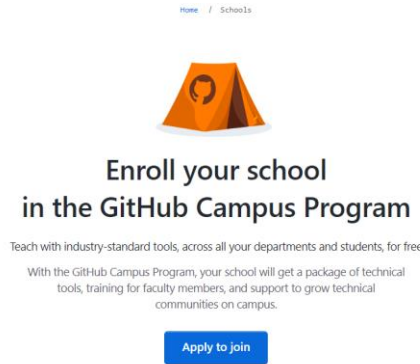 Home / Schools
Enroll your school
in the GitHub Campus Program
Teach with industry-standard tools, across all your departments and students, for free
With the GitHub Campus Program, your school will get a package of technical
tools, training for faculty members, and support to grow technical
communities on campus.
Apply to join